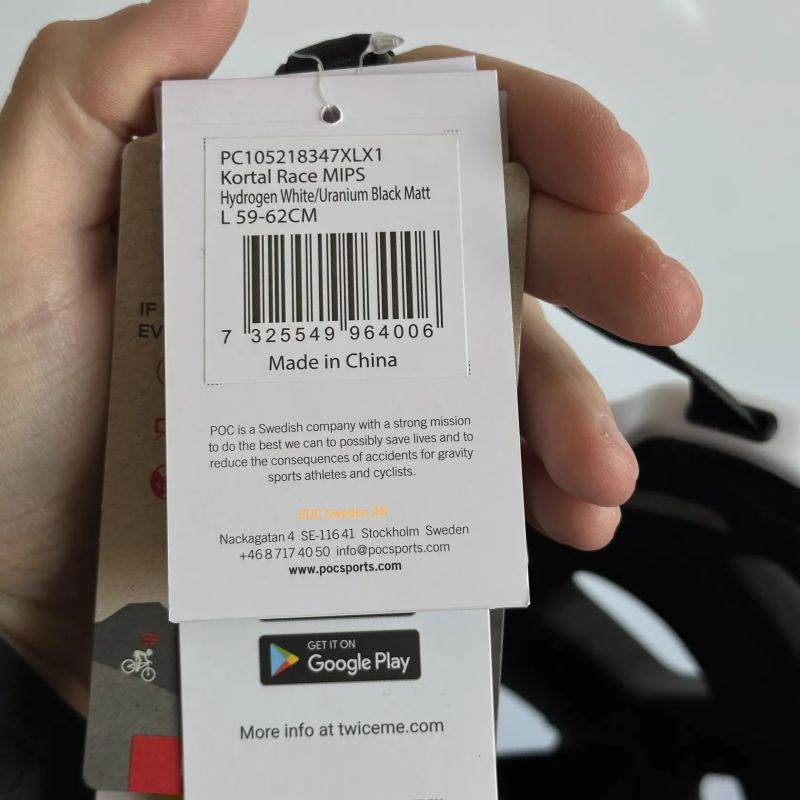 PC105218347XLX1
Kortal Race MIPS
Hydrogen White/Uranium Black Matt
L 59-62CM
7 325549 964006
Made in China
POC is a Swedish company with a strong mission
to do the best we can to possibly save lives and to
reduce the consequences of accidents for gravity
sports athletes and cyclists.
POC Sweden AB
Nackagatan 4 SE-116 41 Stockholm Sweden
+46 8 717 40 50 info@pocsports.com
www.pocsports.com
IF
EV
GET IT ON
Google Play
More info at twiceme.com